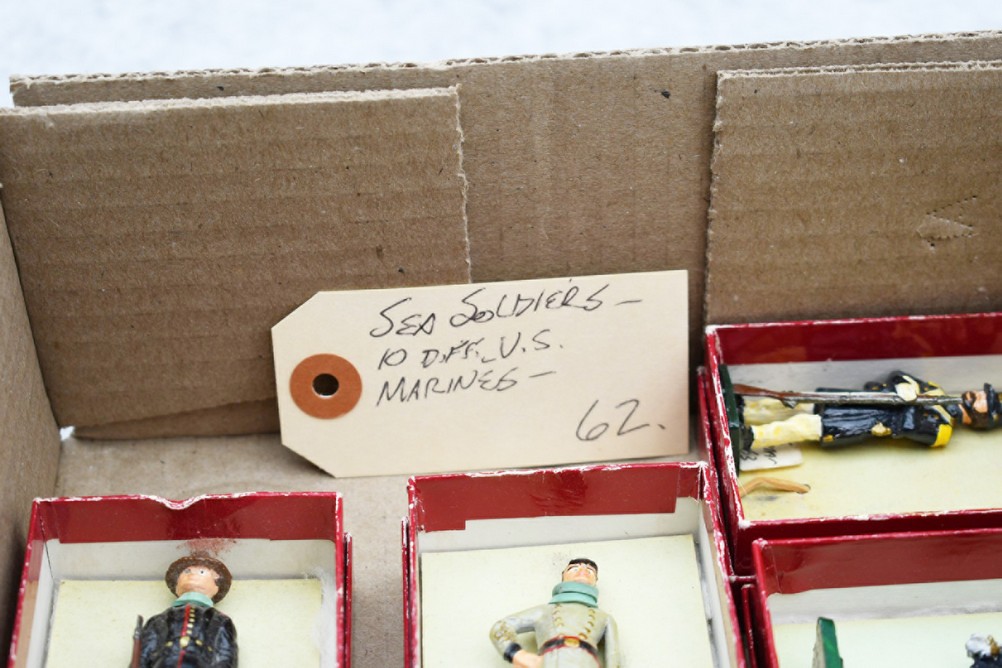 SEA SOLDIERS –
10 DIFF. U.S.
MARINES –
62.